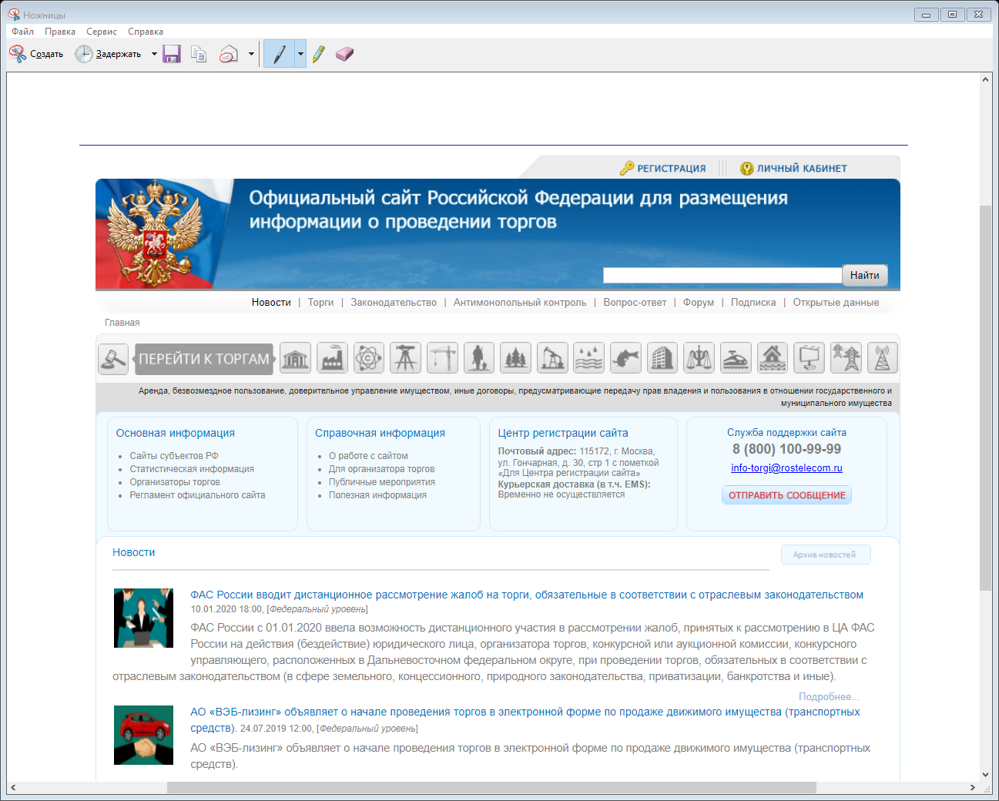 Ножницы
Файл Правка Сервис Справка
Создать Задержать
РЕГИСТРАЦИЯ ЛИЧНЫЙ КАБИНЕТ
Официальный сайт Российской Федерации для размещения
информации о проведении торгов
Найти
Новости | Торги | Законодательство | Антимонопольный контроль | Вопрос-ответ | Форум | Подписка | Открытые данные
Главная
ПЕРЕЙТИ К ТОРГАМ
Аренда, безвозмездное пользование, доверительное управление имуществом, иные договоры, предусматривающие передачу прав владения и пользования в отношении государственного и
муниципального имущества
Основная информация
Сайты субъектов РФ
Статистическая информация
Организаторы торгов
Регламент официального сайта
Справочная информация
О работе с сайтом
Для организатора торгов
Публичные мероприятия
Полезная информация
Центр регистрации сайта
Почтовый адрес: 115172, г. Москва,
ул. Гончарная, д. 30, стр 1 с пометкой
«Для Центра регистрации сайта»
Курьерская доставка (в т.ч. EMS):
Временно не осуществляется
Служба поддержки сайта
8 (800) 100-99-99
info-torgi@rostelecom.ru
ОТПРАВИТЬ СООБЩЕНИЕ
Новости
Архив новостей
ФАС России вводит дистанционное рассмотрение жалоб на торги, обязательные в соответствии с отраслевым законодательством
10.01.2020 18:00, [Федеральный уровень]
ФАС России с 01.01.2020 ввела возможность дистанционного участия в рассмотрении жалоб, принятых к рассмотрению в ЦА ФАС
России на действия (бездействие) юридического лица, организатора торгов, конкурсной или аукционной комиссии, конкурсного
управляющего, расположенных в Дальневосточном федеральном округе, при проведении торгов, обязательных в соответствии с
отраслевым законодательством (в сфере земельного, концессионного, природного законодательства, приватизации, банкротства и иные).
Подробнее...
АО «ВЭБ-лизинг» объявляет о начале проведения торгов в электронной форме по продаже движимого имущества (транспортных
средств). 24.07.2019 12:00, [Федеральный уровень]
АО «ВЭБ-лизинг» объявляет о начале проведения торгов в электронной форме по продаже движимого имущества (транспортных
средств).